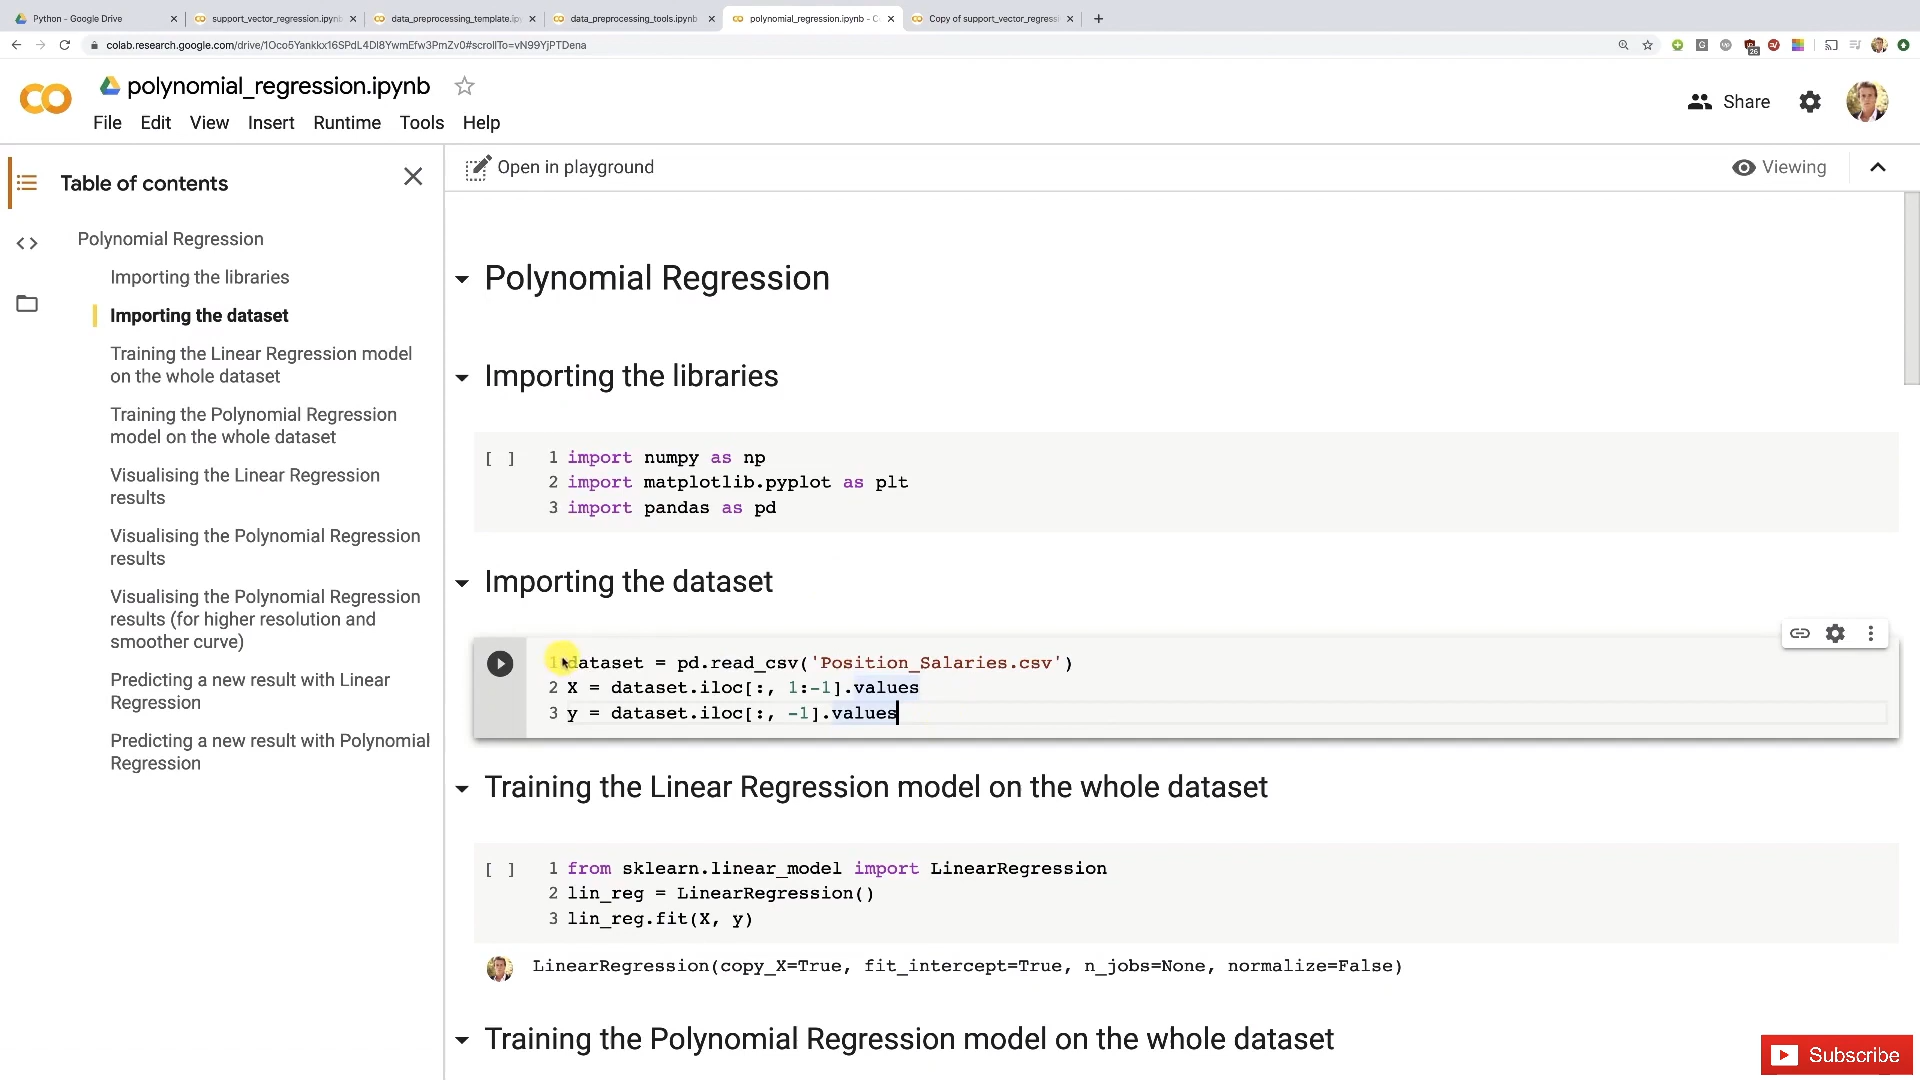 Python - Google Drive
support_vector_regression.ipynb
data_preprocessing_template.ip
data_preprocessing_tools.ipynb
polynomial_regression.ipynb - C
Copy of support_vector_regress
colab.research.google.com/drive/1Oco5Yankkx16SPdL4Dl8YwmEfw3PmZv0#scrollTo=vN99YjPTDena
polynomial_regression.ipynb
File Edit View Insert Runtime Tools Help
Share
Table of contents
Open in playground
Viewing
Polynomial Regression
Importing the libraries
Importing the dataset
Training the Linear Regression model
on the whole dataset
Training the Polynomial Regression
model on the whole dataset
Visualising the Linear Regression
results
Visualising the Polynomial Regression
results
Visualising the Polynomial Regression
results (for higher resolution and
smoother curve)
Predicting a new result with Linear
Regression
Predicting a new result with Polynomial
Regression
Polynomial Regression
Importing the libraries
[ ] 1 import numpy as np
2 import matplotlib.pyplot as plt
3 import pandas as pd
Importing the dataset
1 dataset = pd.read_csv('Position_Salaries.csv')
2 X = dataset.iloc[:, 1:-1].values
3 y = dataset.iloc[:, -1].values
Training the Linear Regression model on the whole dataset
[ ] 1 from sklearn.linear_model import LinearRegression
2 lin_reg = LinearRegression()
3 lin_reg.fit(X, y)
LinearRegression(copy_X=True, fit_intercept=True, n_jobs=None, normalize=False)
Training the Polynomial Regression model on the whole dataset
Subscribe